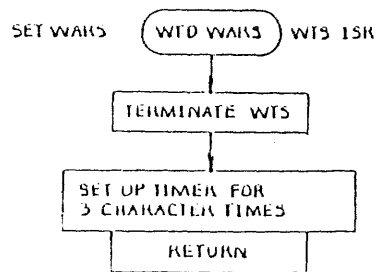 SET WARS WTD WARS WTS ISR
TERMINATE WTS
SET UP TIMER FOR
3 CHARACTER TIMES
RETURN